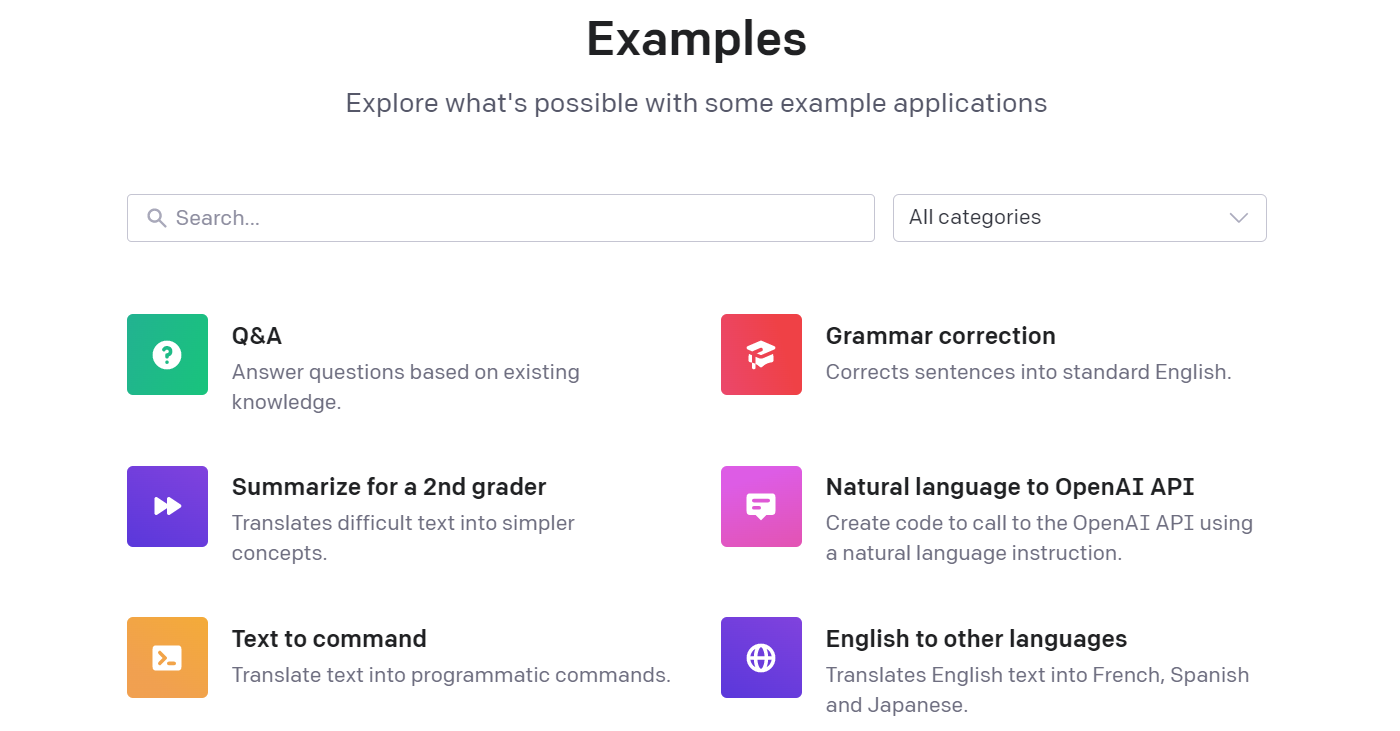 Examples
Explore what's possible with some example applications
Search...
All categories
Q&A
Answer questions based on existing
knowledge.
Grammar correction
Corrects sentences into standard English.
Summarize for a 2nd grader
Translates difficult text into simpler
concepts.
Natural language to OpenAI API
Create code to call to the OpenAI API using
a natural language instruction.
Text to command
Translate text into programmatic commands.
English to other languages
Translates English text into French, Spanish
and Japanese.